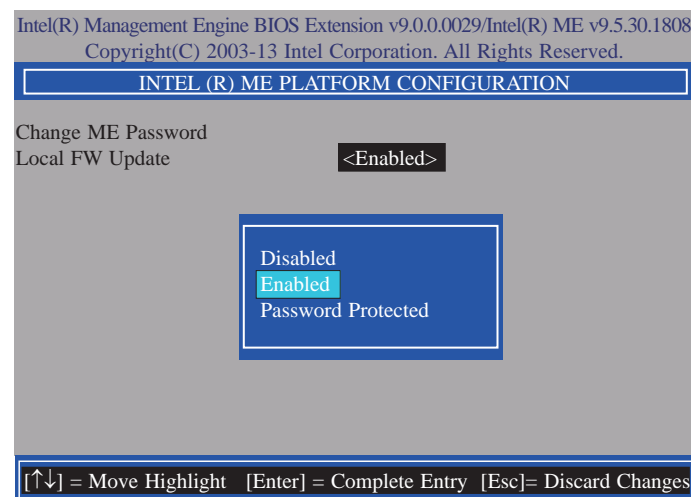 Intel(R) Management Engine BIOS Extension v9.0.0.0029/Intel(R) ME v9.5.30.1808
Copyright(C) 2003-13 Intel Corporation. All Rights Reserved.
INTEL (R) ME PLATFORM CONFIGURATION
Change ME Password
Local FW Update <Enabled>
Disabled
Enabled
Password Protected
[↑↓] = Move Highlight [Enter] = Complete Entry [Esc]= Discard Changes